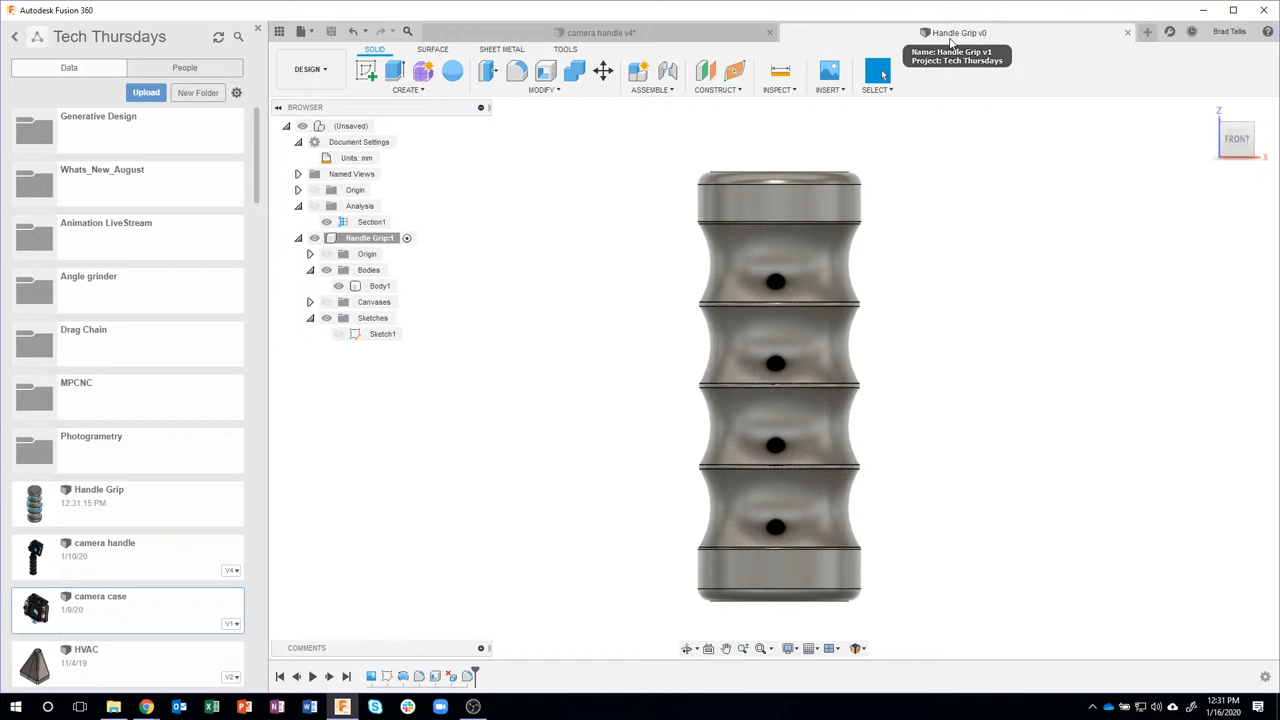 Autodesk Fusion 360
Tech Thursdays
Data
People
Upload
New Folder
Generative Design
Whats_New_August
Animation LiveStream
Angle grinder
Drag Chain
MPCNC
Photogrametry
Handle Grip
12:31:15 PM
camera handle
1/10/20
V4
camera case
1/9/20
V1
HVAC
11/4/19
V2
camera handle v4*
Handle Grip v0
Name: Handle Grip v1
Project: Tech Thursdays
Brad Tallis
DESIGN
SOLID
SURFACE
SHEET METAL
TOOLS
CREATE
MODIFY
ASSEMBLE
CONSTRUCT
INSPECT
INSERT
SELECT
BROWSER
(Unsaved)
Document Settings
Units: mm
Named Views
Origin
Analysis
Section1
Handle Grip:1
Origin
Bodies
Body1
Canvases
Sketches
Sketch1
Z
FRONT
X
COMMENTS
12:31 PM
1/16/2020